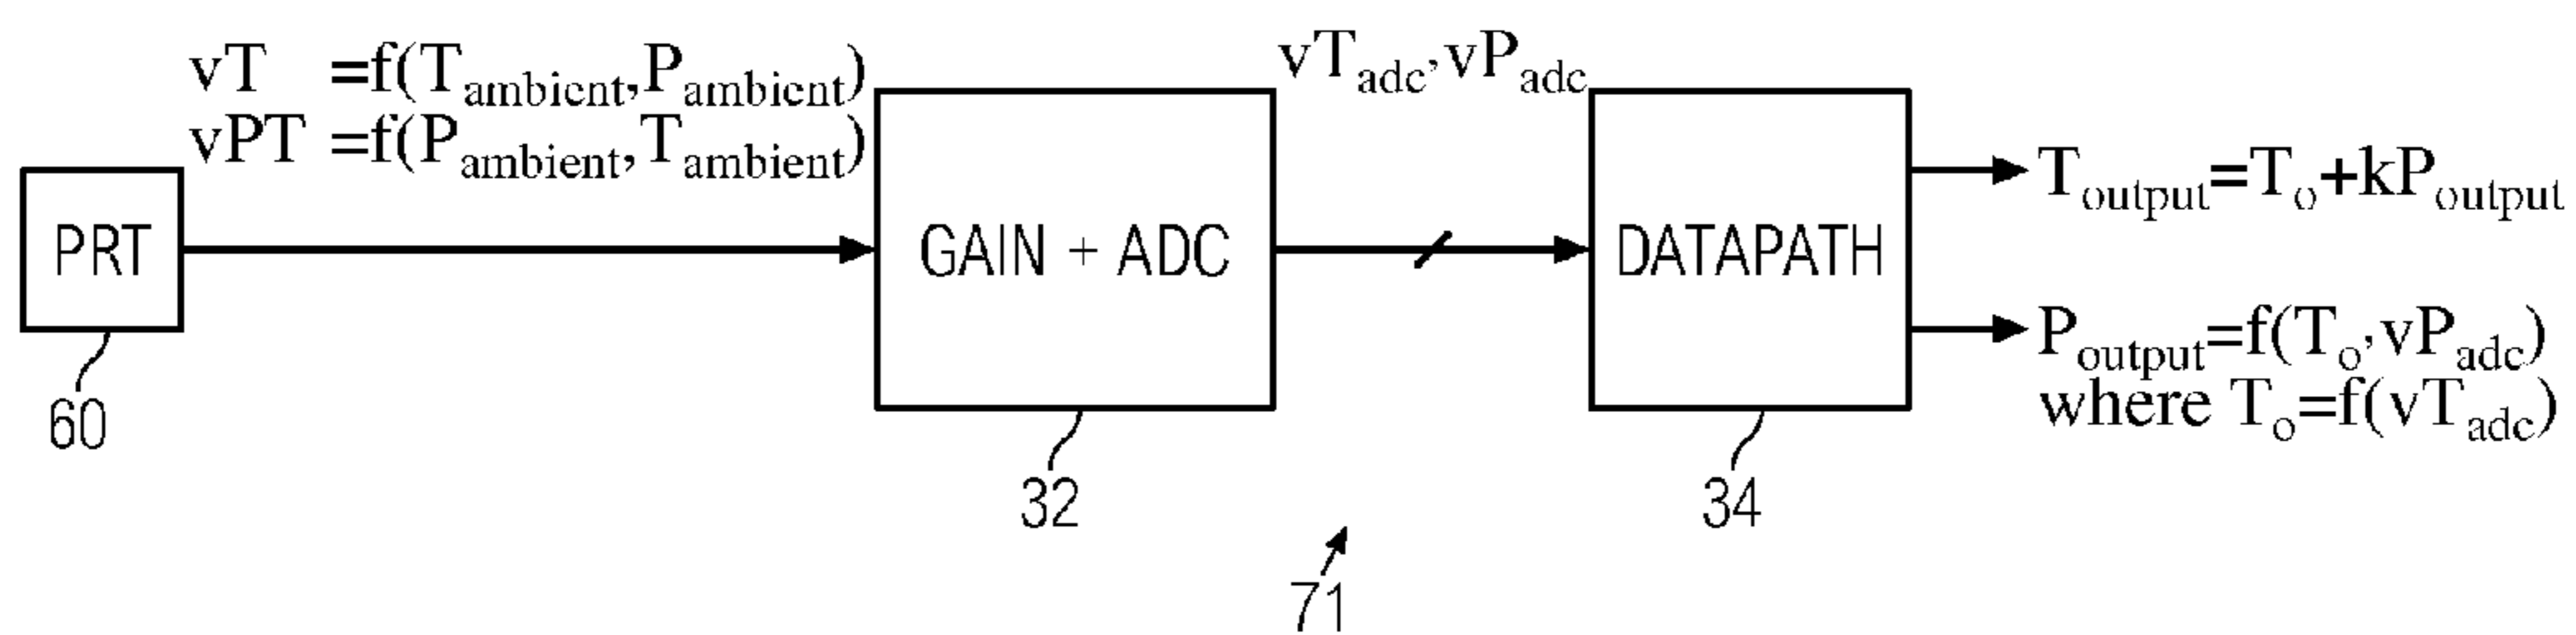 vT =f(T_ambient,P_ambient)
vPT =f(P_ambient,T_ambient)
vT_adc,vP_adc
PRT
GAIN + ADC
DATAPATH
T_output=T_o+kP_output
P_output=f(T_o,vP_adc)
where T_o=f(vT_adc)
60
32
34
71